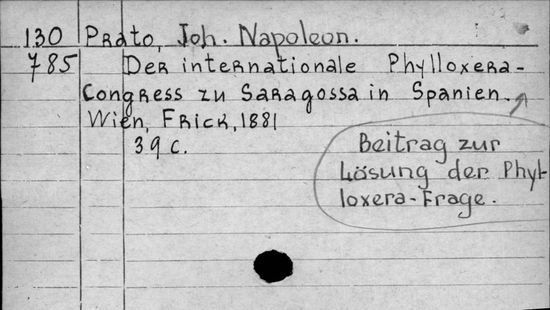 130 Prato, Joh. Napoleon.
785 Der internationale Phylloxera-
Congress zu Saragossa in Spanien.
Wien, Frick, 1881
39 c.
Beitrag zur
Lösung der Phyl-
loxera-Frage.